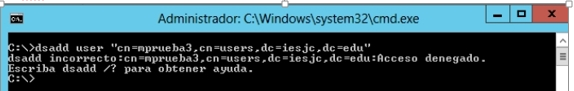 Administrador: C:\Windows\system32\cmd.exe
C:\>dsadd user "cn=mprueba3,cn=users,dc=iesjc,dc=edu"
dsadd incorrecto:cn=mprueba3,cn=users,dc=iesjc,dc=edu:Acceso denegado.
Escriba dsadd /? para obtener ayuda.
C:\>